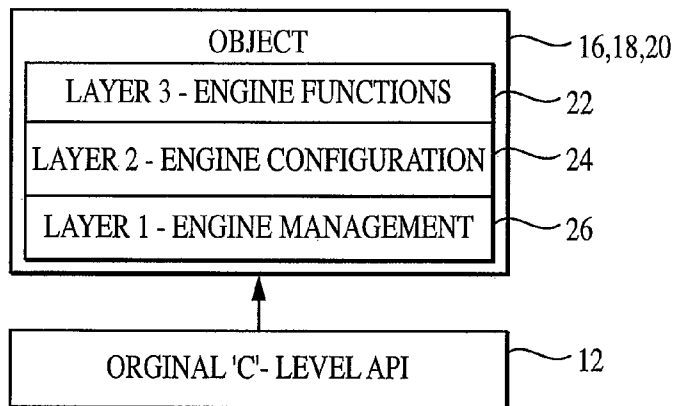 OBJECT
16,18,20
LAYER 3 - ENGINE FUNCTIONS
22
LAYER 2 - ENGINE CONFIGURATION
24
LAYER 1 - ENGINE MANAGEMENT
26
ORGINAL 'C'- LEVEL API
12